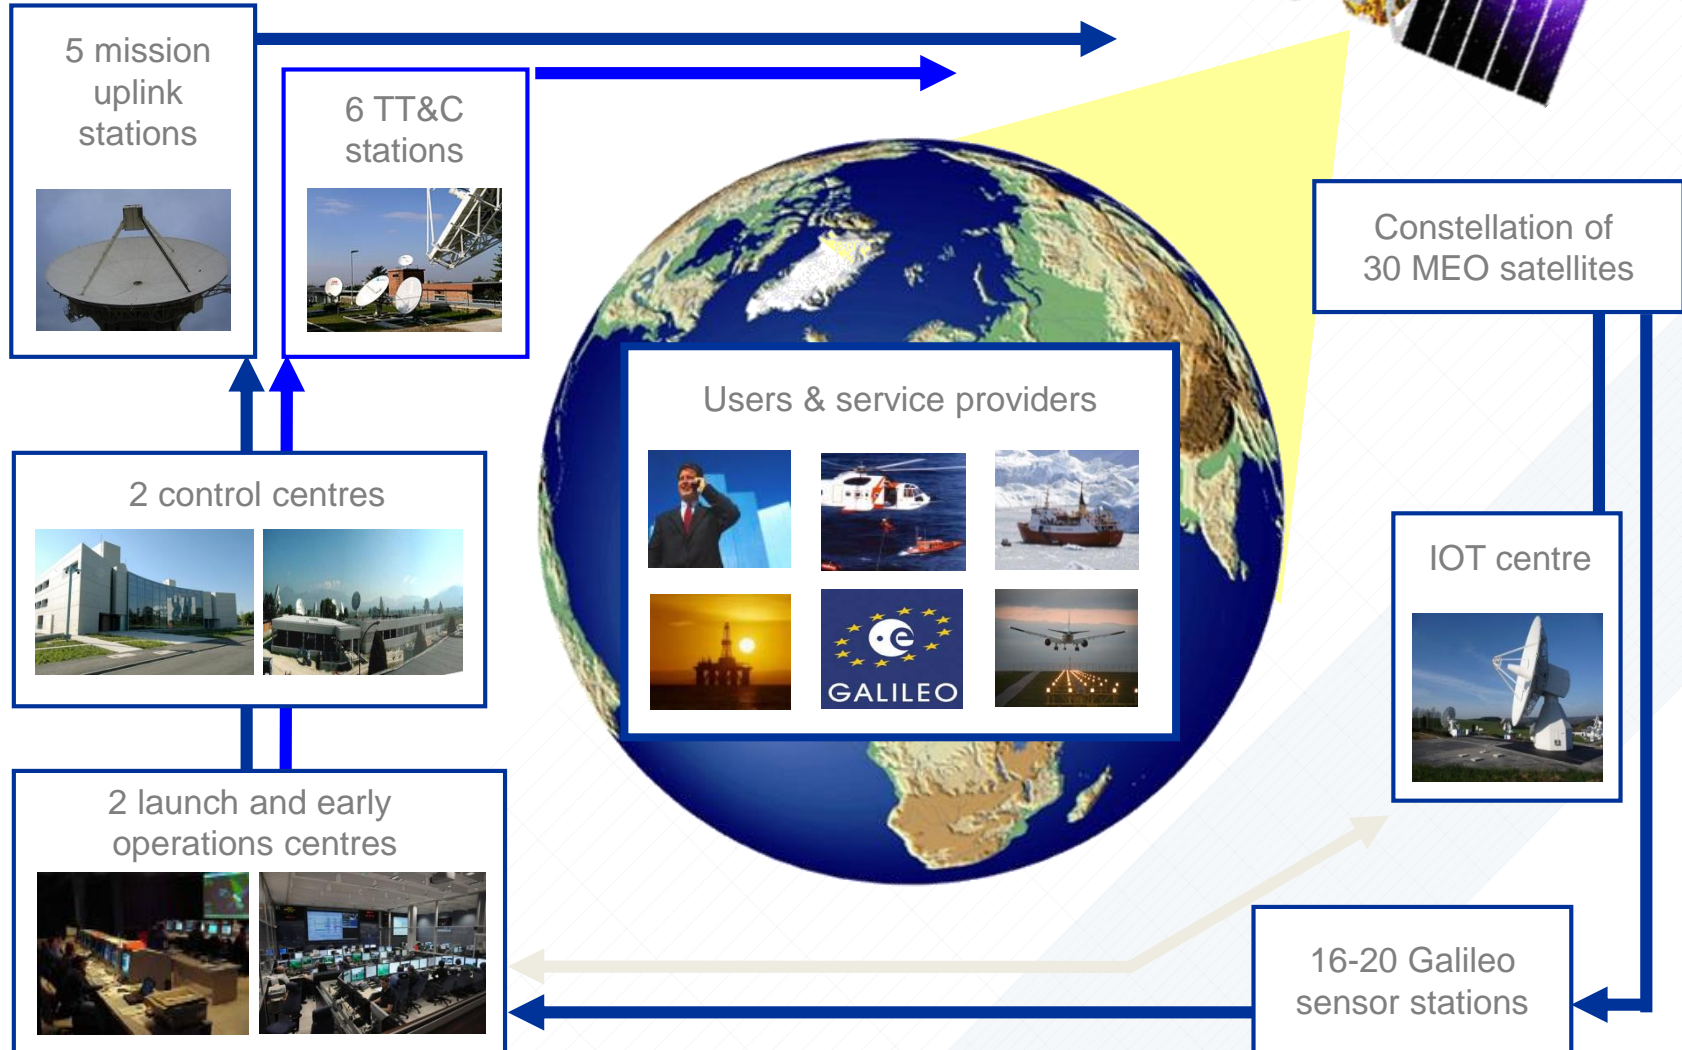 5 mission
uplink
stations
6 TT&C
stations
Constellation of
30 MEO satellites
Users & service providers
GALILEO
2 control centres
IOT centre
2 launch and early
operations centres
16-20 Galileo
sensor stations